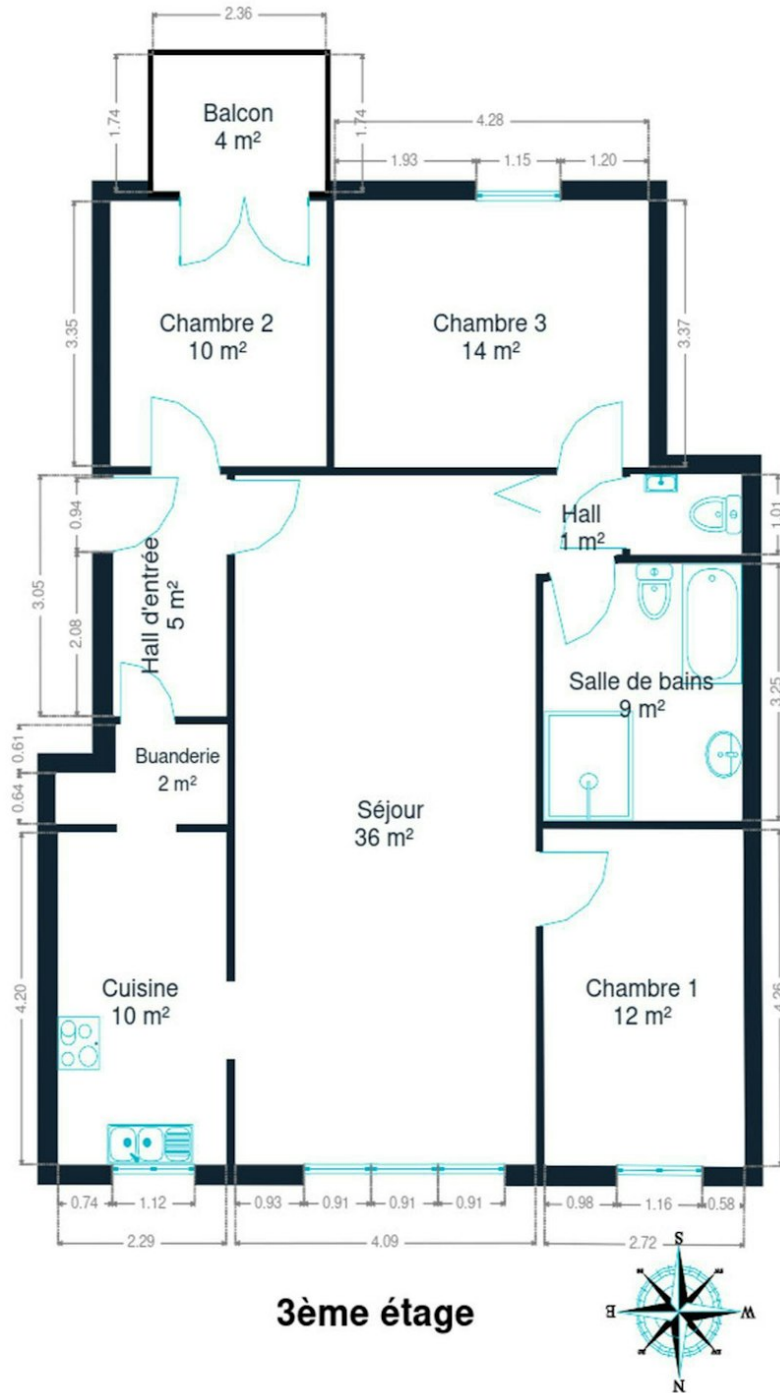 2.36
Balcon
4 m²
1.74
1.74
4.28
1.93
1.15
1.20
Chambre 2
10 m²
3.35
Chambre 3
14 m²
3.37
Hall
1 m²
1.01
0.94
3.05
2.08
Hall d'entrée
5 m²
Salle de bains
9 m²
3.25
Buanderie
2 m²
0.61
0.64
Séjour
36 m²
Cuisine
10 m²
4.20
Chambre 1
12 m²
4.26
0.74
1.12
0.93
0.91
0.91
0.91
0.98
1.16
0.58
2.29
4.09
2.72
3ème étage
S
E
W
N